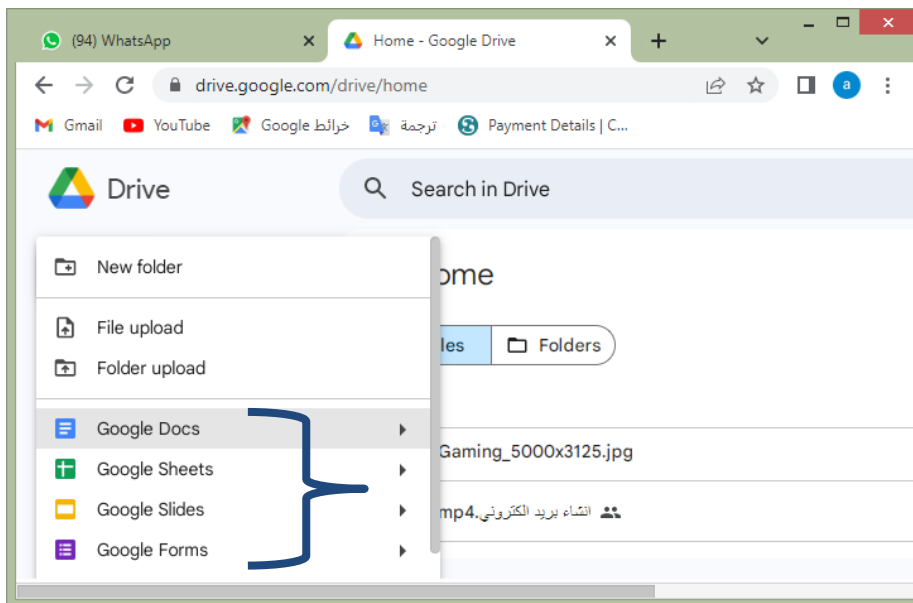 (94) WhatsApp
Home - Google Drive
drive.google.com/drive/home
a
Gmail
YouTube
خرائط Google
ترجمة
Payment Details | C...
Drive
Search in Drive
New folder
ome
File upload
les
Folders
Folder upload
Google Docs
Gaming_5000x3125.jpg
Google Sheets
Google Slides
انشاء بريد الكتروني.mp4
Google Forms